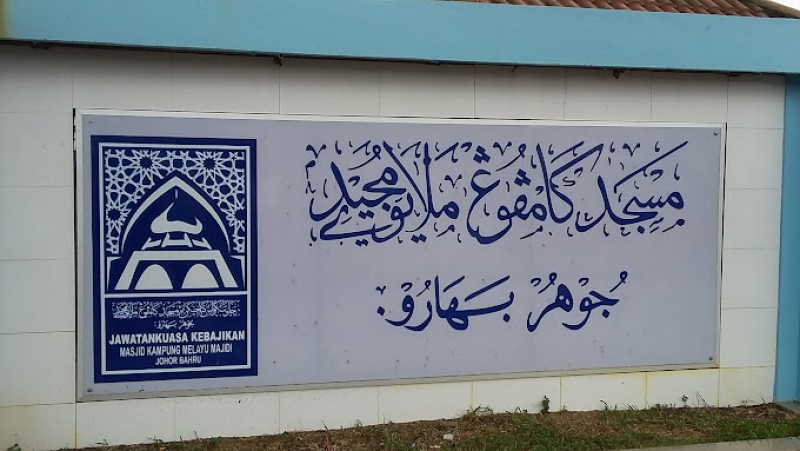 مسجد كامڤوڠ ملايو مجيدي
جوهر بهارو.
JAWATANKUASA KEBAJIKAN
MASJID KAMPUNG MELAYU MAJIDI
JOHOR BAHRU